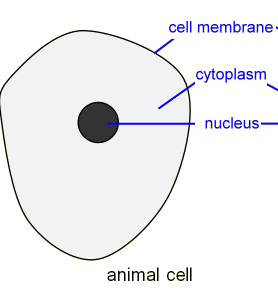 cell membrane
cytoplasm
nucleus
animal cell